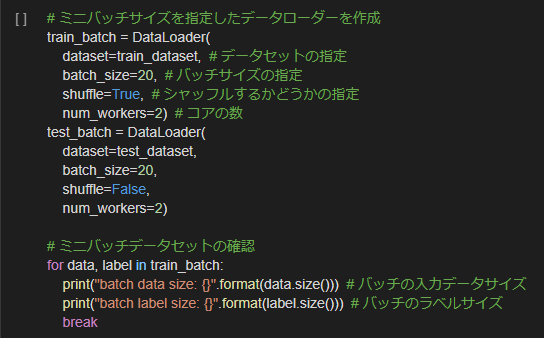 [ ] # ミニバッチサイズを指定したデータローダーを作成
train_batch = DataLoader(
    dataset=train_dataset,  # データセットの指定
    batch_size=20,  # バッチサイズの指定
    shuffle=True,  # シャッフルするかどうかの指定
    num_workers=2)  # コアの数
test_batch = DataLoader(
    dataset=test_dataset,
    batch_size=20,
    shuffle=False,
    num_workers=2)

# ミニバッチデータセットの確認
for data, label in train_batch:
    print("batch data size: {}".format(data.size()))  # バッチの入力データサイズ
    print("batch label size: {}".format(label.size()))  # バッチのラベルサイズ
    break